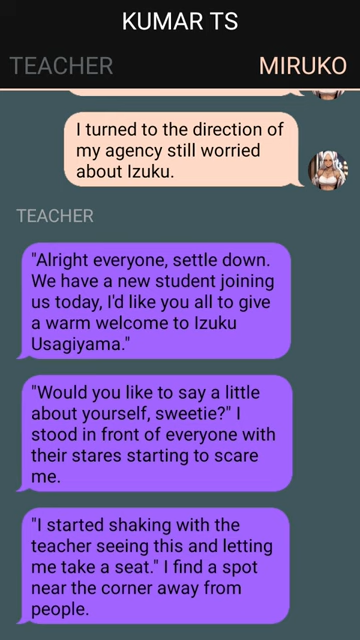 KUMAR TS
TEACHER
MIRUKO
I turned to the direction of
my agency still worried
about Izuku.
TEACHER
"Alright everyone, settle down.
We have a new student joining
us today, I'd like you all to give
a warm welcome to Izuku
Usagiyama."
"Would you like to say a little
about yourself, sweetie?" I
stood in front of everyone with
their stares starting to scare
me.
"I started shaking with the
teacher seeing this and letting
me take a seat." I find a spot
near the corner away from
people.